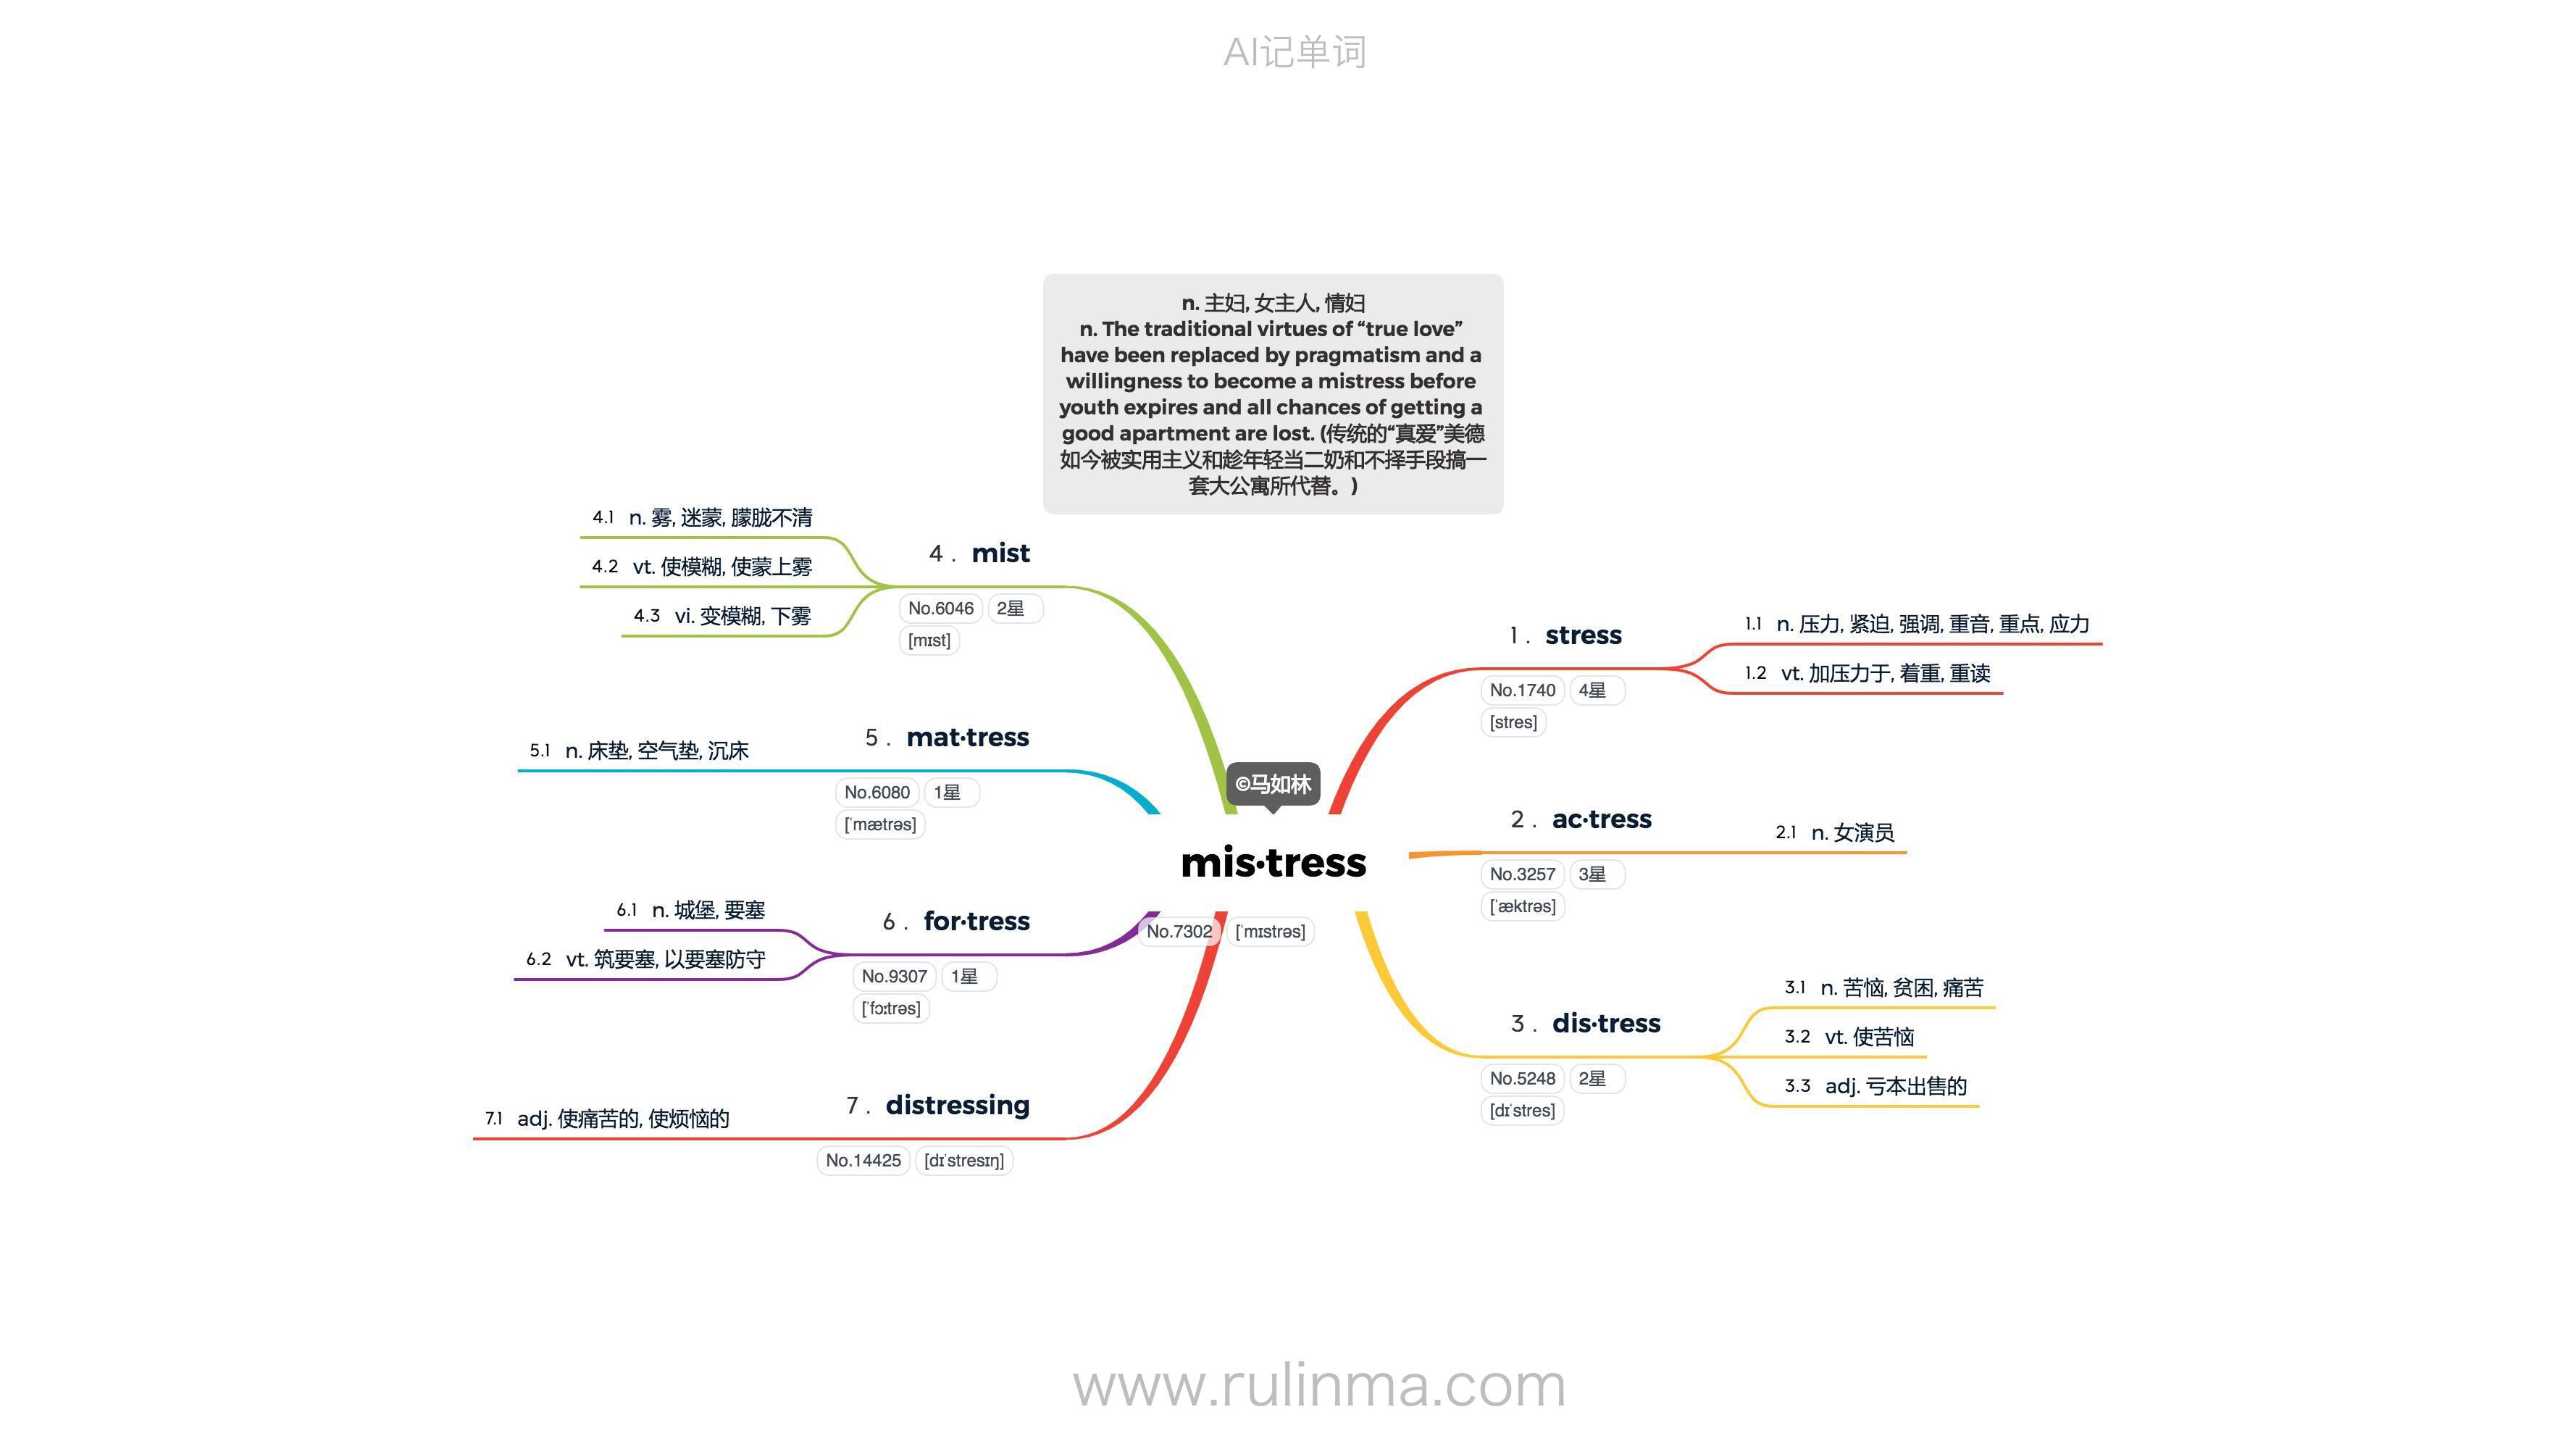 AI记单词
n. 主妇, 女主人, 情妇
n. The traditional virtues of “true love”
have been replaced by pragmatism and a
willingness to become a mistress before
youth expires and all chances of getting a
good apartment are lost. (传统的“真爱”美德
如今被实用主义和趁年轻当二奶和不择手段搞一
套大公寓所代替。)
©马如林
mis·tress
No.7302 [ˈmɪstrəs]
1 . stress
No.1740 4星
[stres]
1.1 n. 压力, 紧迫, 强调, 重音, 重点, 应力
1.2 vt. 加压力于, 着重, 重读
2 . ac·tress
No.3257 3星
[ˈæktrəs]
2.1 n. 女演员
3 . dis·tress
No.5248 2星
[dɪˈstres]
3.1 n. 苦恼, 贫困, 痛苦
3.2 vt. 使苦恼
3.3 adj. 亏本出售的
4 . mist
No.6046 2星
[mɪst]
4.1 n. 雾, 迷蒙, 朦胧不清
4.2 vt. 使模糊, 使蒙上雾
4.3 vi. 变模糊, 下雾
5 . mat·tress
No.6080 1星
[ˈmætrəs]
5.1 n. 床垫, 空气垫, 沉床
6 . for·tress
No.9307 1星
[ˈfɔːtrəs]
6.1 n. 城堡, 要塞
6.2 vt. 筑要塞, 以要塞防守
7 . distressing
No.14425 [dɪˈstresɪŋ]
7.1 adj. 使痛苦的, 使烦恼的
www.rulinma.com